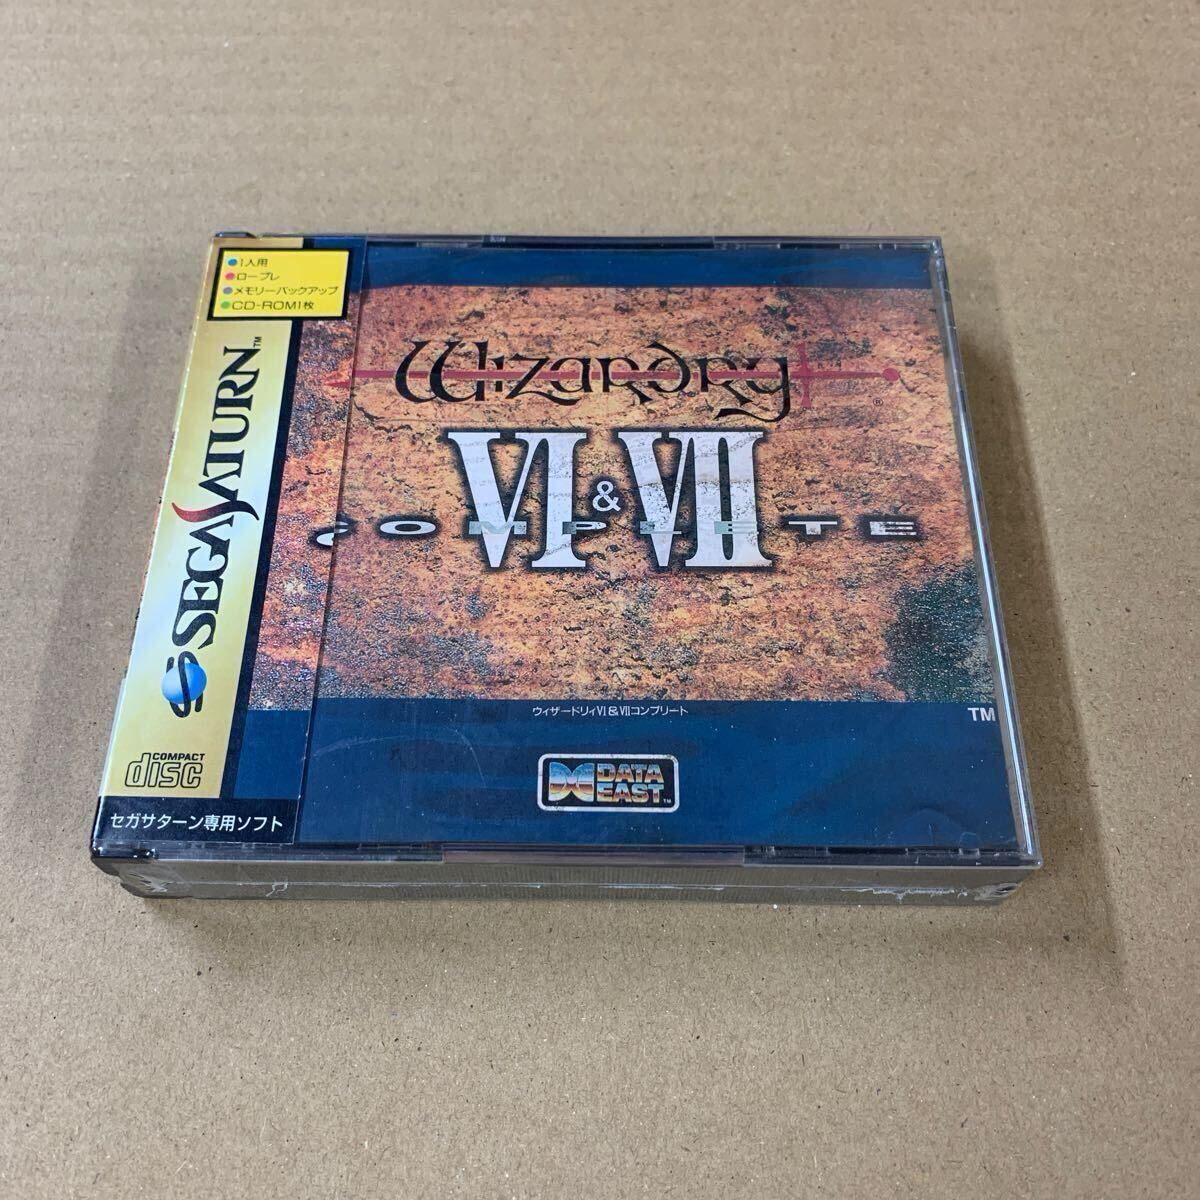 1人用
ロープレ
メモリーバックアップ
CD-ROM1枚
SEGA SATURN™
COMPACT
disc
セガサターン専用ソフト
Wizardry®
VI & VII
COMPLETE
ウィザードリィVI&VIIコンプリート
TM
DATA
EAST™